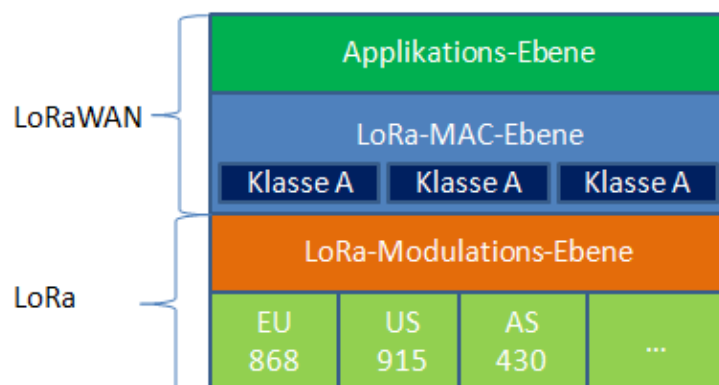 Applikations-Ebene
LoRaWAN
LoRa-MAC-Ebene
Klasse A Klasse A Klasse A
LoRa-Modulations-Ebene
LoRa
EU US AS
868 915 430 ...